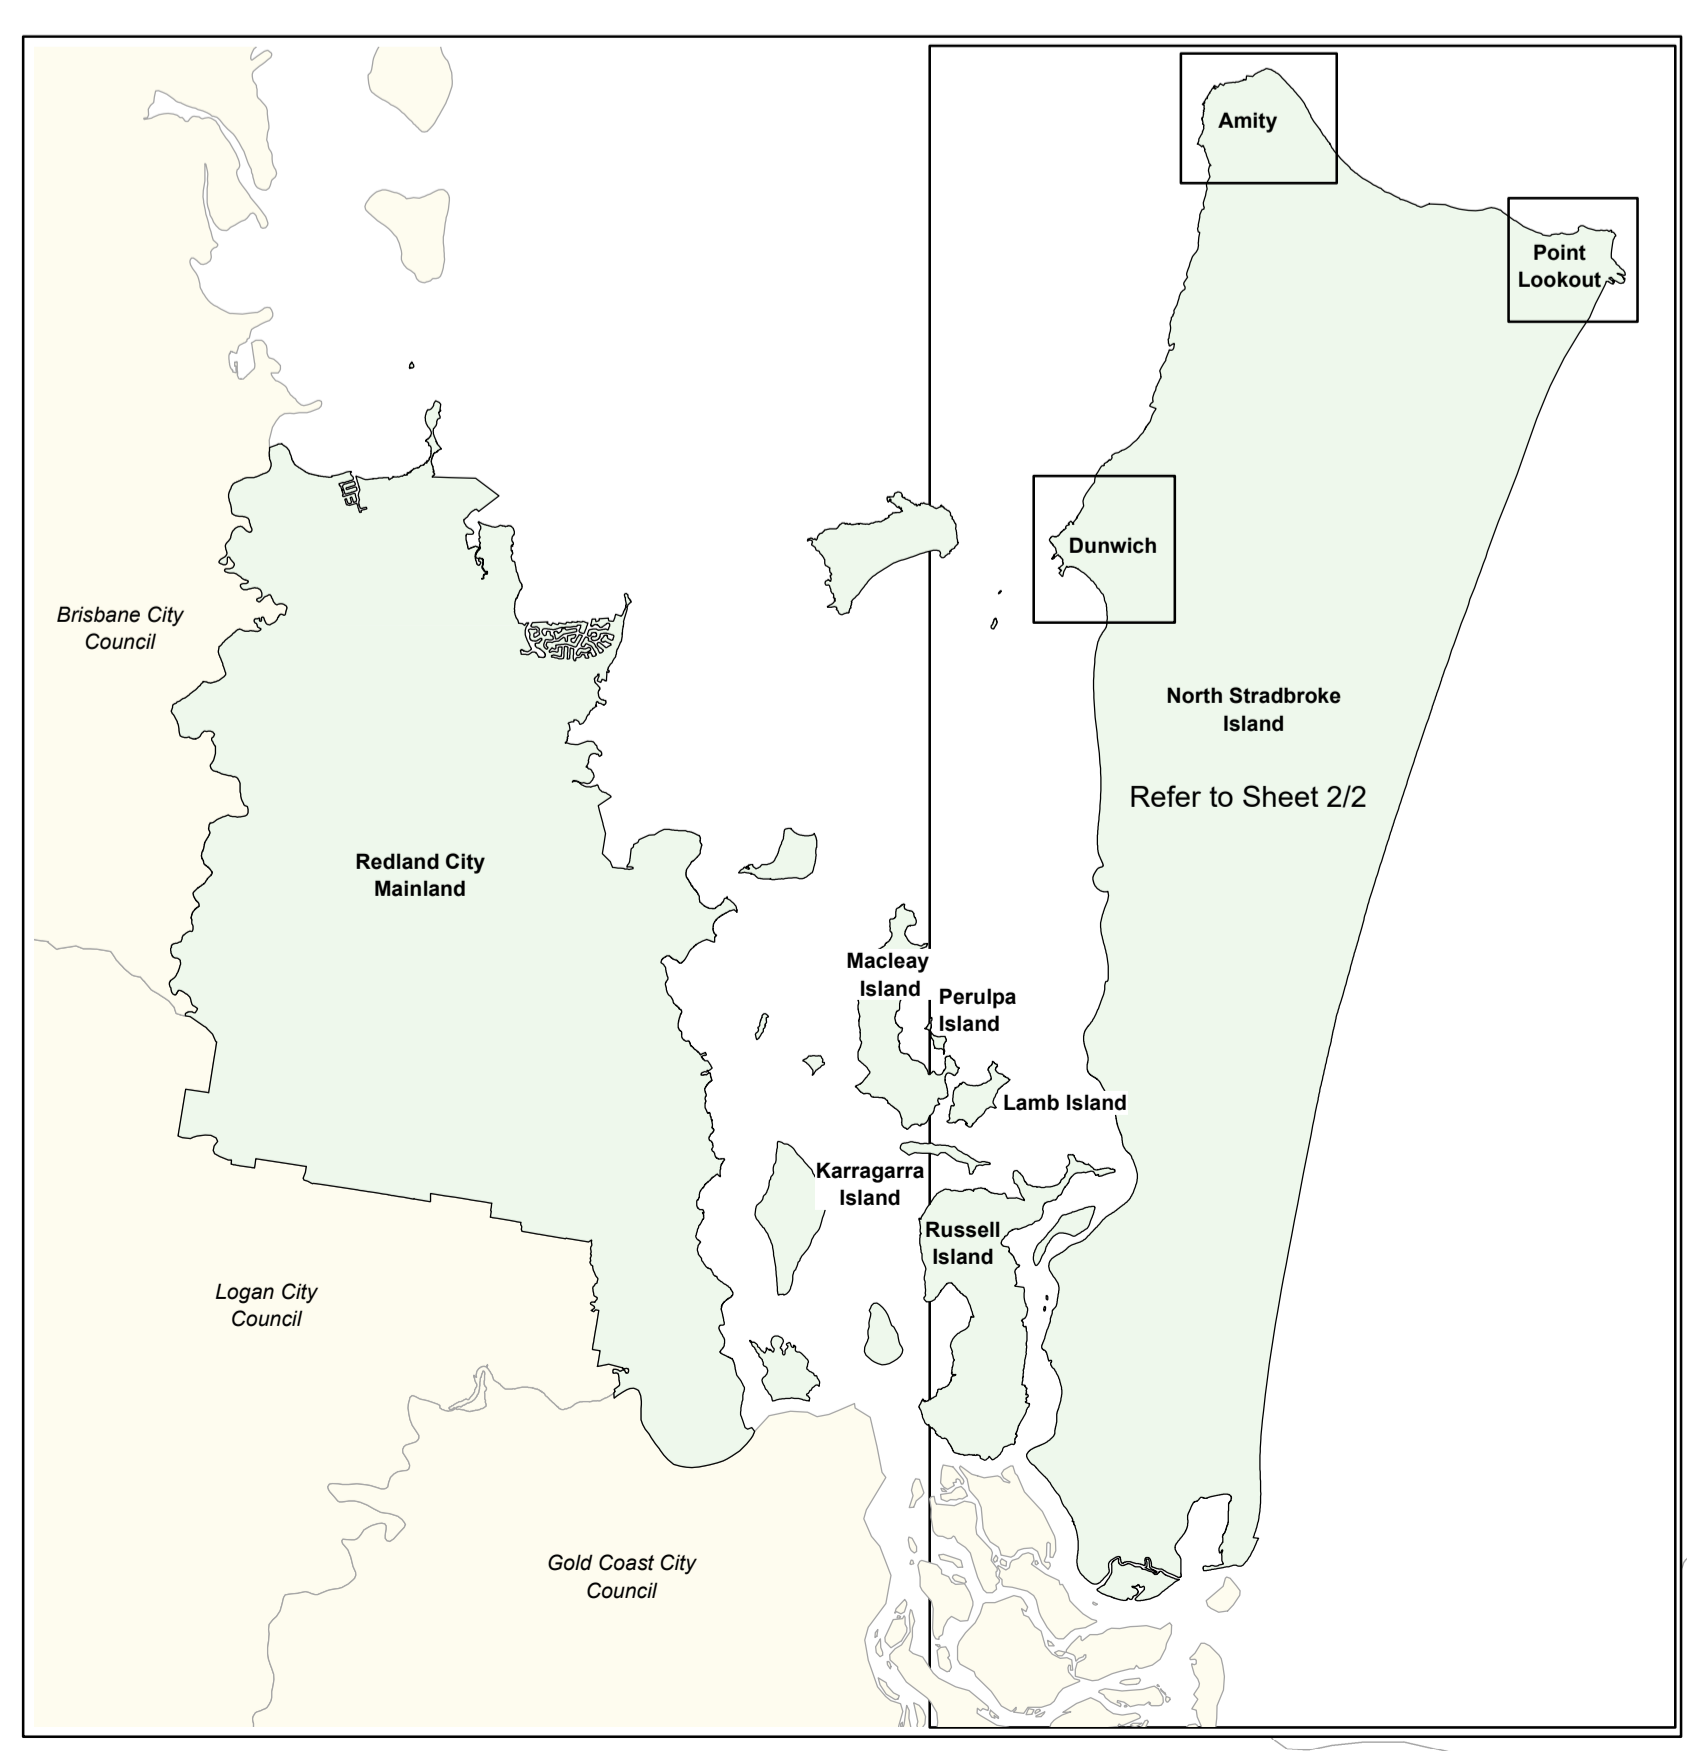 Amity
Point
Lookout
Dunwich
Brisbane City
Council
North Stradbroke
Island
Refer to Sheet 2/2
Redland City
Mainland
Macleay
Island
Perulpa
Island
Lamb Island
Karragarra
Island
Russell
Island
Logan City
Council
Gold Coast City
Council